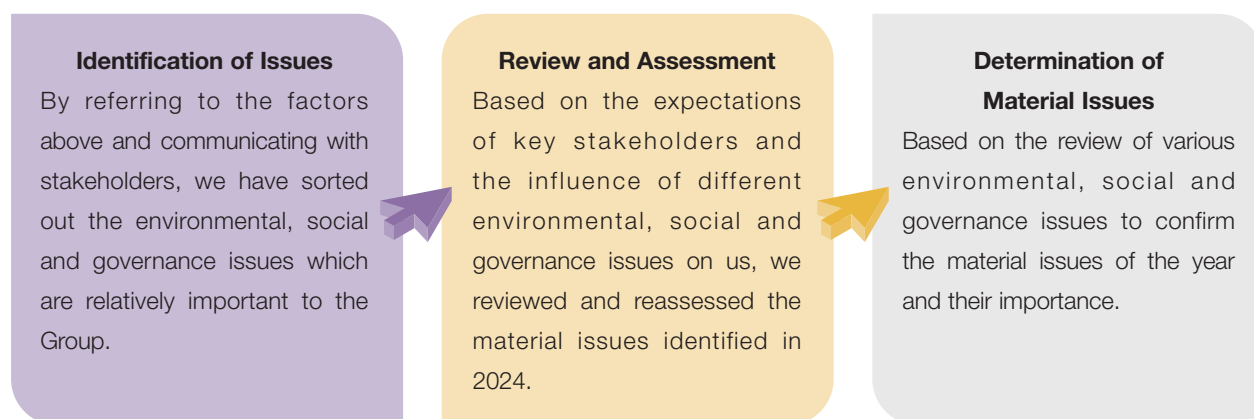 Identification of Issues
By referring to the factors
above and communicating with
stakeholders, we have sorted
out the environmental, social
and governance issues which
are relatively important to the
Group.
Review and Assessment
Based on the expectations
of key stakeholders and
the influence of different
environmental, social and
governance issues on us, we
reviewed and reassessed the
material issues identified in
2024.
Determination of
Material Issues
Based on the review of various
environmental, social and
governance issues to confirm
the material issues of the year
and their importance.